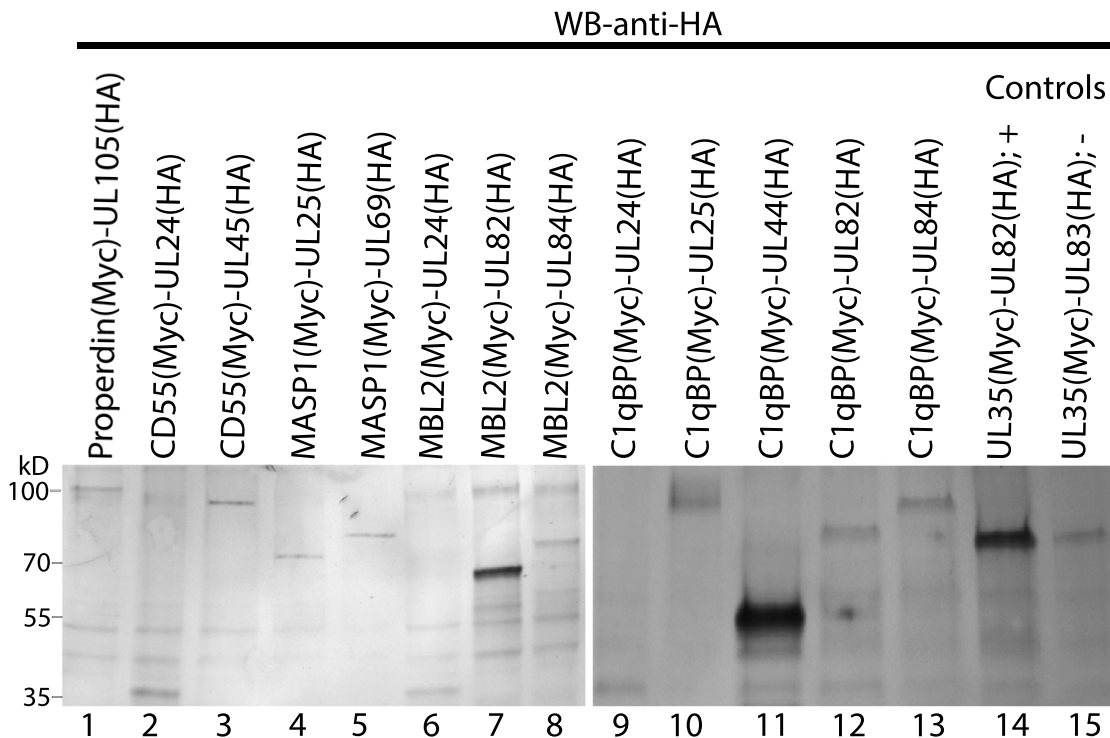 WB-anti-HA
Controls
Properdin(Myc)-UL105(HA)
CD55(Myc)-UL24(HA)
CD55(Myc)-UL45(HA)
MASP1(Myc)-UL25(HA)
MASP1(Myc)-UL69(HA)
MBL2(Myc)-UL24(HA)
MBL2(Myc)-UL82(HA)
MBL2(Myc)-UL84(HA)
C1qBP(Myc)-UL24(HA)
C1qBP(Myc)-UL25(HA)
C1qBP(Myc)-UL44(HA)
C1qBP(Myc)-UL82(HA)
C1qBP(Myc)-UL84(HA)
UL35(Myc)-UL82(HA); +
UL35(Myc)-UL83(HA); -
kD
100
70
55
35
1 2 3 4 5 6 7 8 9 10 11 12 13 14 15